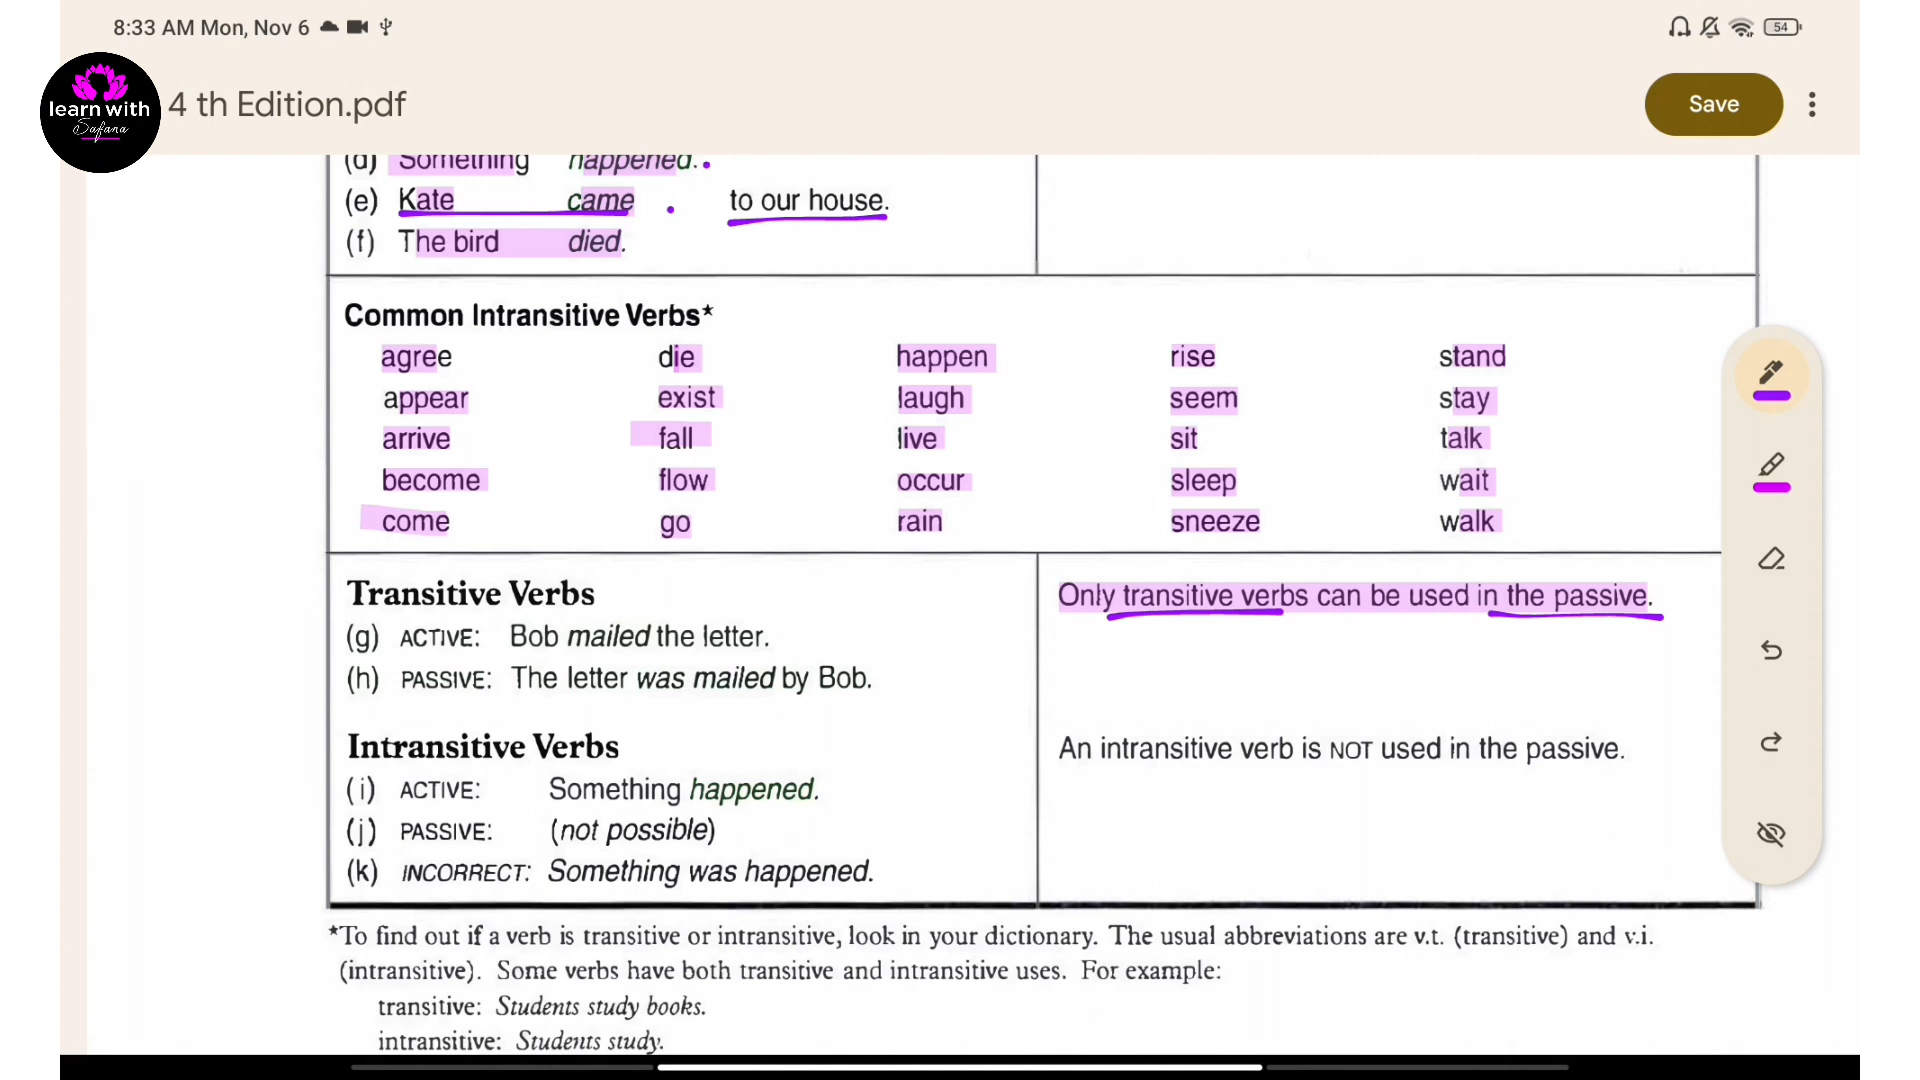 8:33 AM Mon, Nov 6
54
learn with
Safana
4 th Edition.pdf
Save
(d) Something happened.
(e) Kate came to our house.
(f) The bird died.
Common Intransitive Verbs*
agree die happen rise stand
appear exist laugh seem stay
arrive fall live sit talk
become flow occur sleep wait
come go rain sneeze walk
Transitive Verbs
Only transitive verbs can be used in the passive.
(g) ACTIVE: Bob mailed the letter.
(h) PASSIVE: The letter was mailed by Bob.
Intransitive Verbs
An intransitive verb is NOT used in the passive.
(i) ACTIVE: Something happened.
(j) PASSIVE: (not possible)
(k) INCORRECT: Something was happened.
*To find out if a verb is transitive or intransitive, look in your dictionary. The usual abbreviations are v.t. (transitive) and v.i.
(intransitive). Some verbs have both transitive and intransitive uses. For example:
transitive: Students study books.
intransitive: Students study.